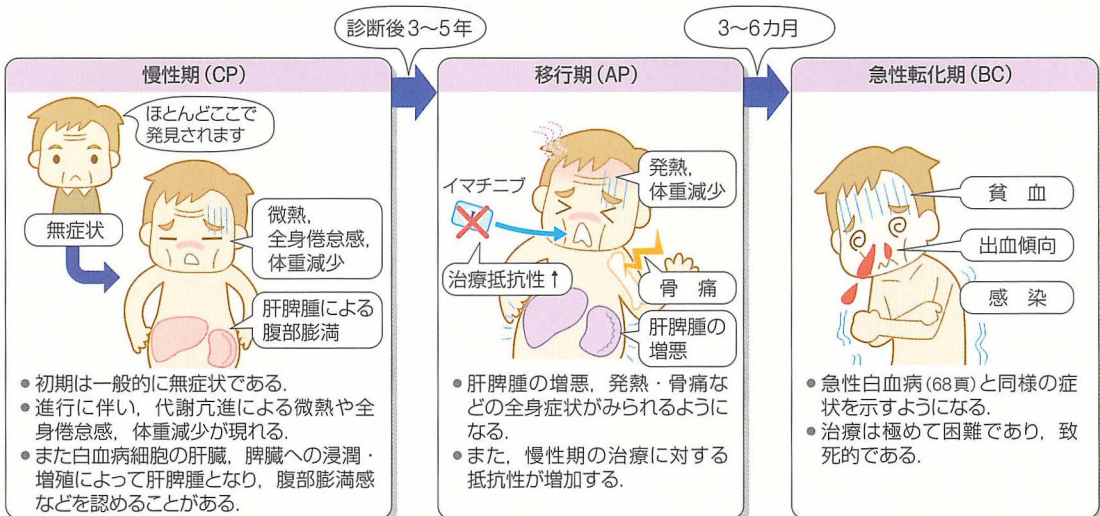 診断後3〜5年
3〜6カ月
慢性期(CP)
ほとんどここで
発見されます
無症状
微熱,
全身倦怠感,
体重減少
肝脾腫による
腹部膨満
●初期は一般的に無症状である.
●進行に伴い,代謝亢進による微熱や全
身倦怠感,体重減少が現れる.
●また白血病細胞の肝臓,脾臓への浸潤・
増殖によって肝脾腫となり,腹部膨満感
などを認めることがある.
移行期(AP)
イマチニブ
治療抵抗性↑
発熱,
体重減少
骨 痛
肝脾腫の
増悪
●肝脾腫の増悪,発熱・骨痛な
どの全身症状がみられるように
なる.
●また,慢性期の治療に対する
抵抗性が増加する.
急性転化期(BC)
貧 血
出血傾向
感 染
●急性白血病(68頁)と同様の症
状を示すようになる.
●治療は極めて困難であり,致
死的である.